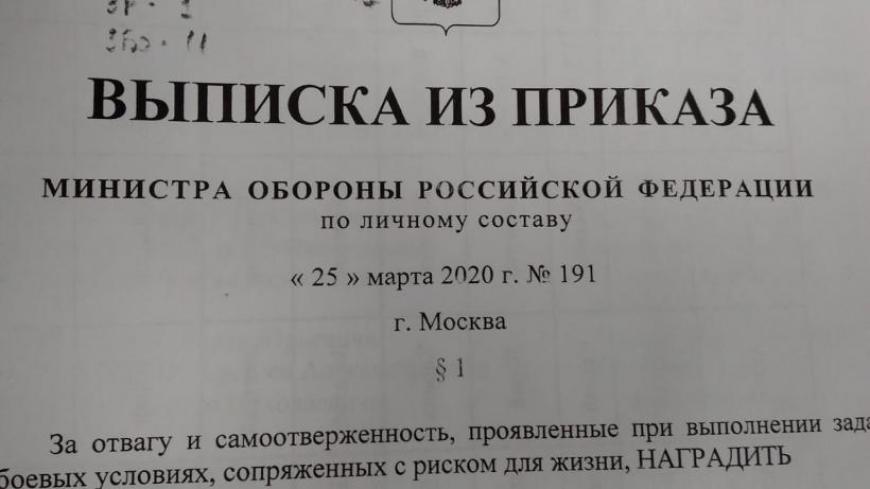 ВЫПИСКА ИЗ ПРИКАЗА
МИНИСТРА ОБОРОНЫ РОССИЙСКОЙ ФЕДЕРАЦИИ
по личному составу
« 25 » марта 2020 г. № 191
г. Москва
§ 1
За отвагу и самоотверженность, проявленные при выполнении
боевых условиях, сопряженных с риском для жизни, НАГРАДИТЬ